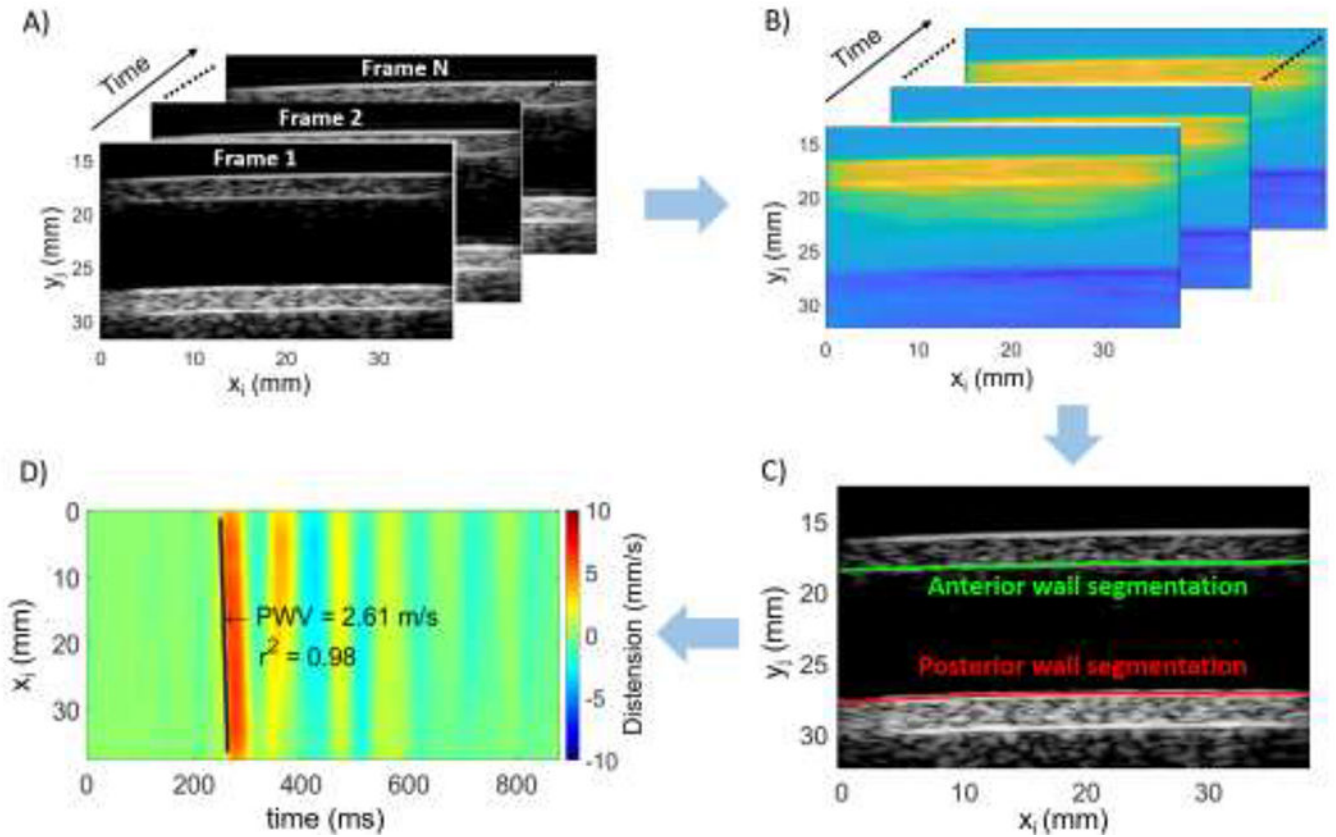 A)
Time
Frame N
Frame 2
Frame 1
15
20
25
30
y_j (mm)
0 10 20 30
x_i (mm)
B)
Time
15
20
25
30
y_j (mm)
0 10 20 30
x_i (mm)
D)
0
10
20
30
x_i (mm)
PWV = 2.61 m/s
r² = 0.98
0 200 400 600 800
time (ms)
10
5
0
-5
-10
Distension (mm/s)
C)
15
20
25
30
y_j (mm)
Anterior wall segmentation
Posterior wall segmentation
0 10 20 30
x_i (mm)